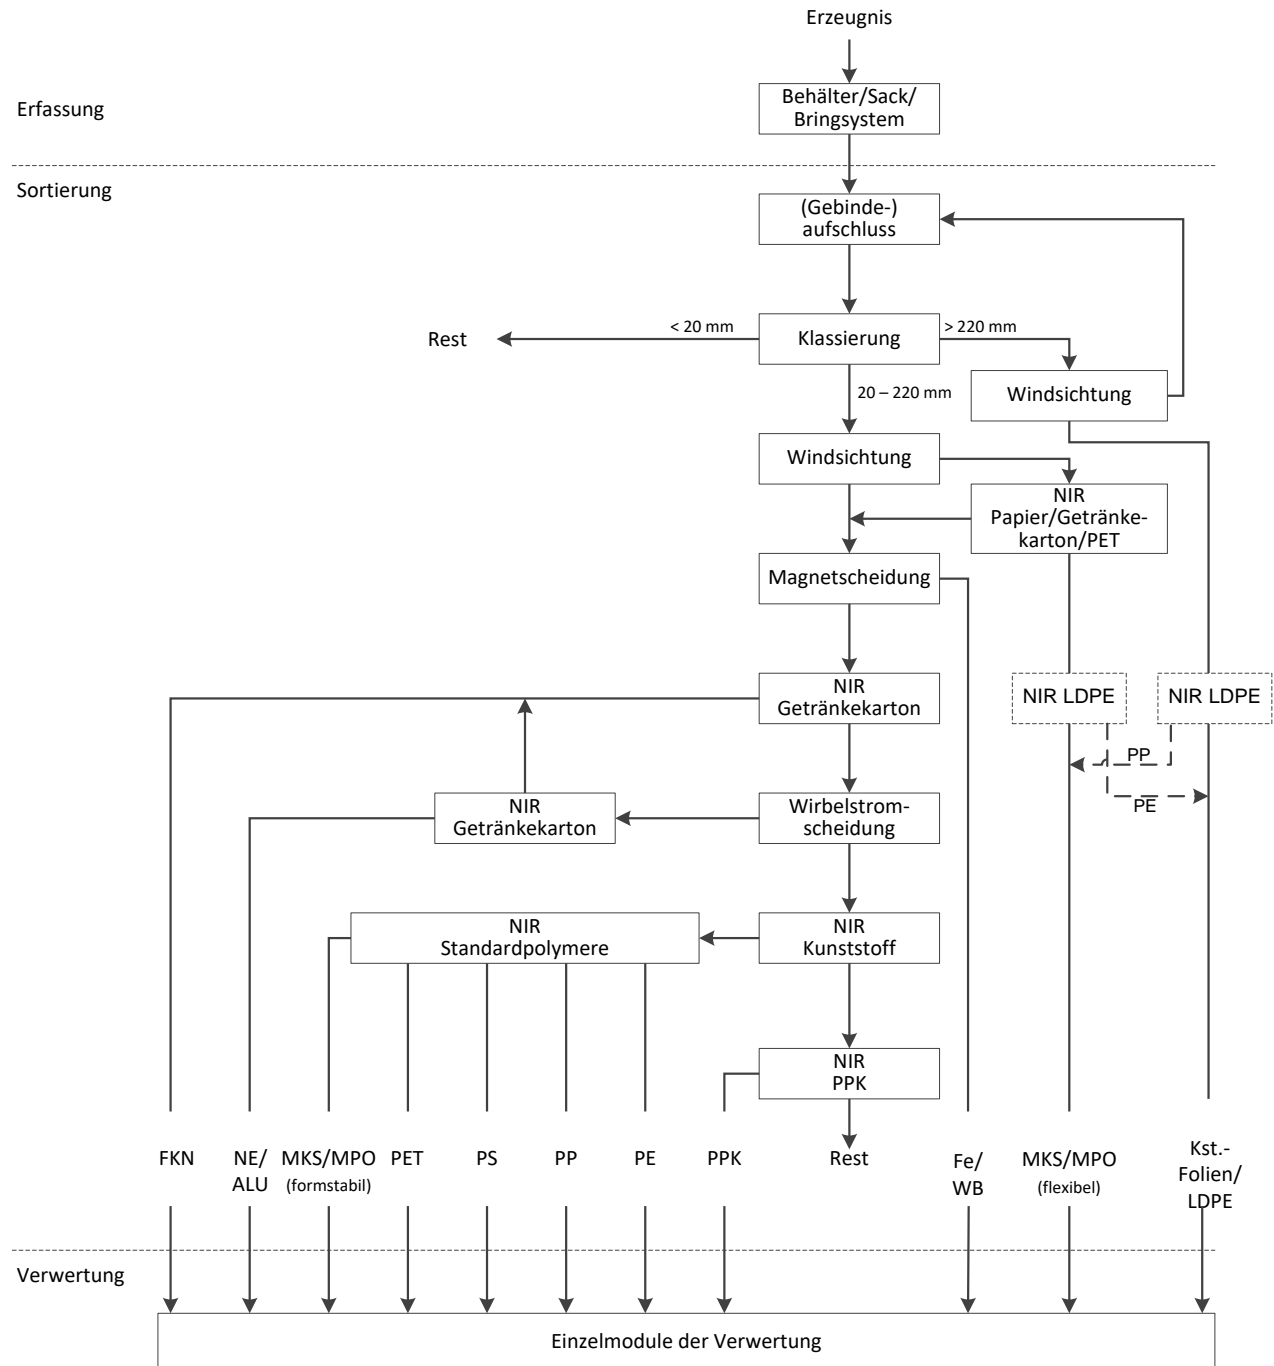 Erzeugnis
Erfassung
Behälter/Sack/
Bringsystem
Sortierung
(Gebinde-)
aufschluss
Rest
< 20 mm
Klassierung
> 220 mm
20 – 220 mm
Windsichtung
Windsichtung
NIR
Papier/Getränke-
karton/PET
Magnetscheidung
NIR
Getränkekarton
NIR LDPE
NIR LDPE
PP
PE
NIR
Getränkekarton
Wirbelstrom-
scheidung
NIR
Standardpolymere
NIR
Kunststoff
NIR
PPK
FKN
NE/
ALU
MKS/MPO
(formstabil)
PET
PS
PP
PE
PPK
Rest
Fe/
WB
MKS/MPO
(flexibel)
Kst.-
Folien/
LDPE
Verwertung
Einzelmodule der Verwertung